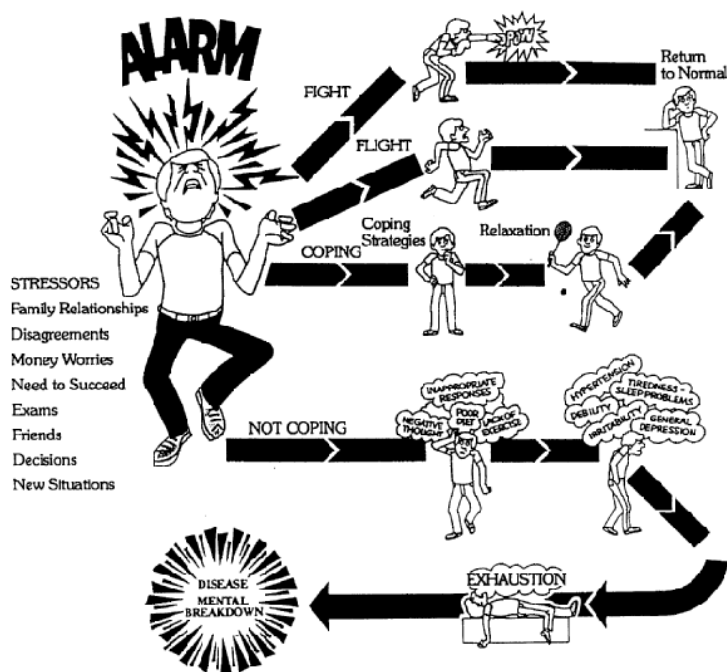 ALARM
FIGHT
POW
Return
to Normal
FLIGHT
COPING
Coping
Strategies
Relaxation
STRESSORS
Family Relationships
Disagreements
Money Worries
Need to Succeed
Exams
Friends
Decisions
New Situations
NOT COPING
INAPPROPRIATE
RESPONSES
NEGATIVE
THOUGHT
POOR
DIET
LACK OF
EXERCISE
HYPERTENSION
TIREDNESS -
SLEEP PROBLEMS
DEBILITY
IRRITABILITY
GENERAL
DEPRESSION
EXHAUSTION
DISEASE
MENTAL
BREAKDOWN